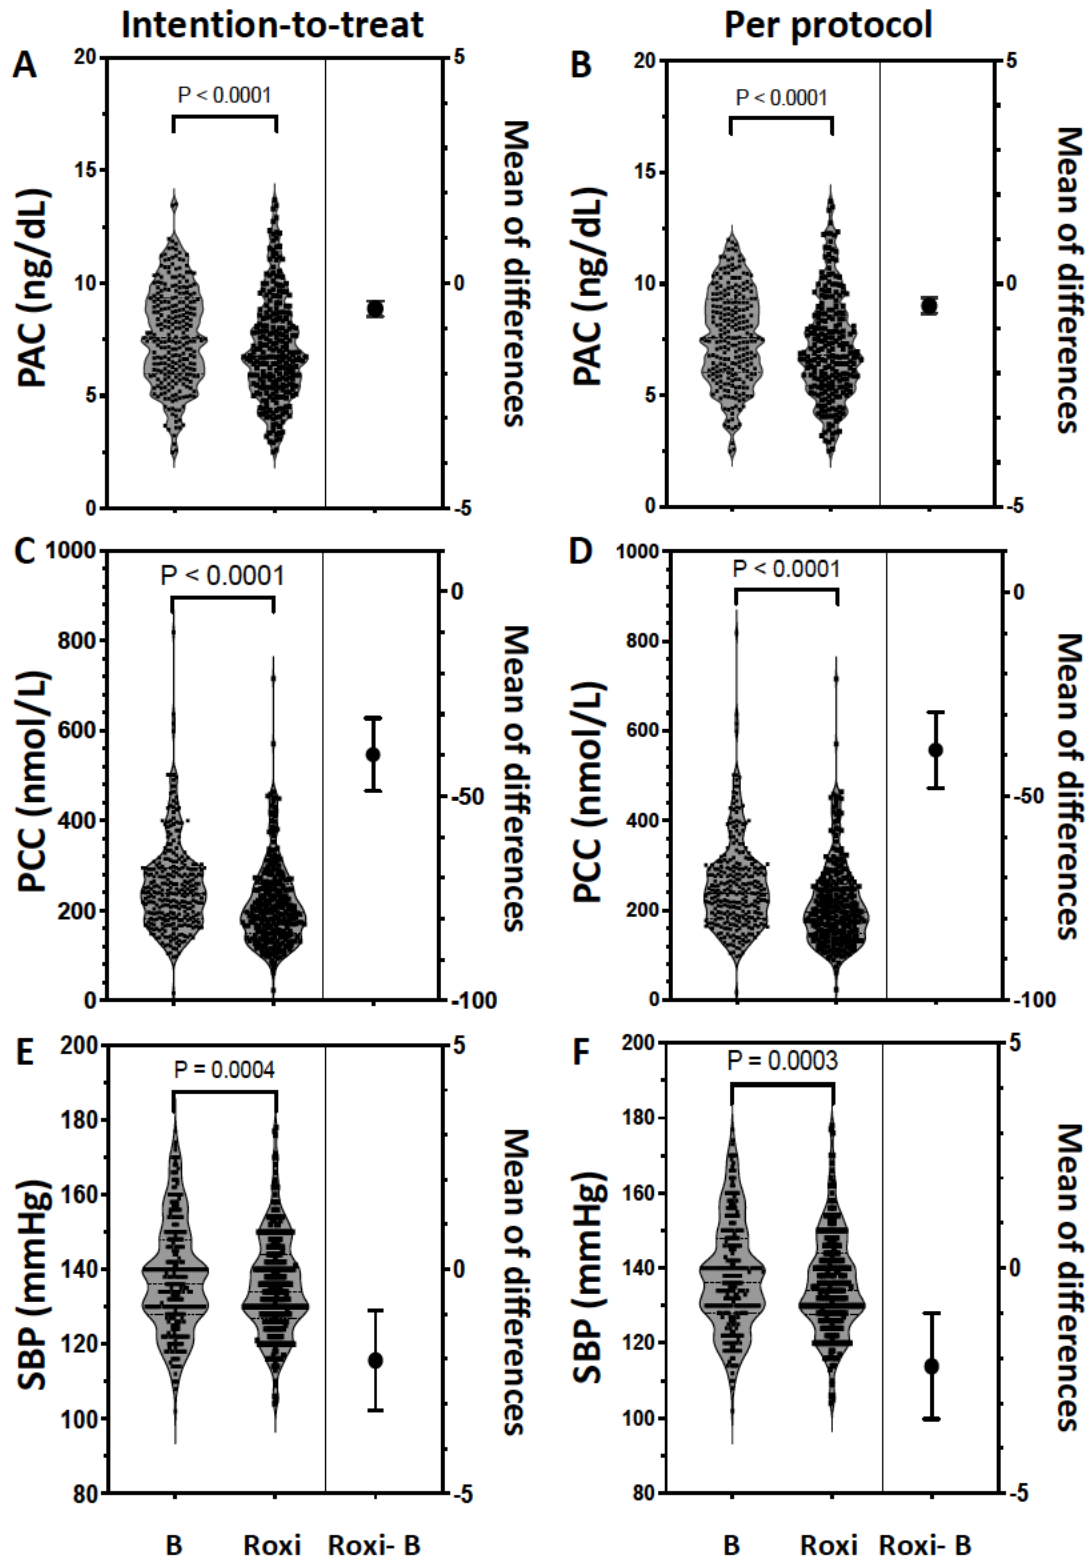 Intention-to-treat
Per protocol
A
20
15
10
5
0
PAC (ng/dL)
P < 0.0001
5
0
-5
Mean of differences
B
20
15
10
5
0
PAC (ng/dL)
P < 0.0001
5
0
-5
Mean of differences
C
1000
800
600
400
200
0
PCC (nmol/L)
P < 0.0001
0
-50
-100
Mean of differences
D
1000
800
600
400
200
0
PCC (nmol/L)
P < 0.0001
0
-50
-100
Mean of differences
E
200
180
160
140
120
100
80
SBP (mmHg)
P = 0.0004
5
0
-5
Mean of differences
F
200
180
160
140
120
100
80
SBP (mmHg)
P = 0.0003
5
0
-5
Mean of differences
B Roxi Roxi- B
B Roxi Roxi- B